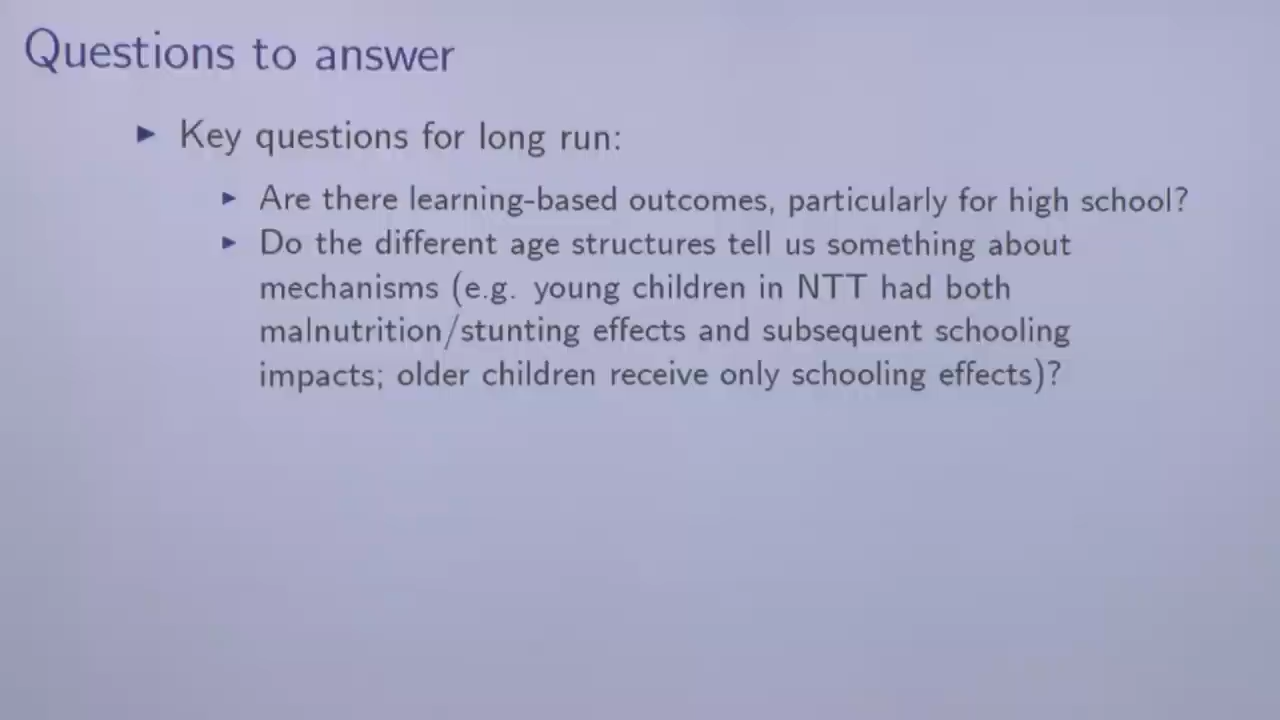 Questions to answer
▶ Key questions for long run:
▶ Are there learning-based outcomes, particularly for high school?
▶ Do the different age structures tell us something about
mechanisms (e.g. young children in NTT had both
malnutrition/stunting effects and subsequent schooling
impacts; older children receive only schooling effects)?